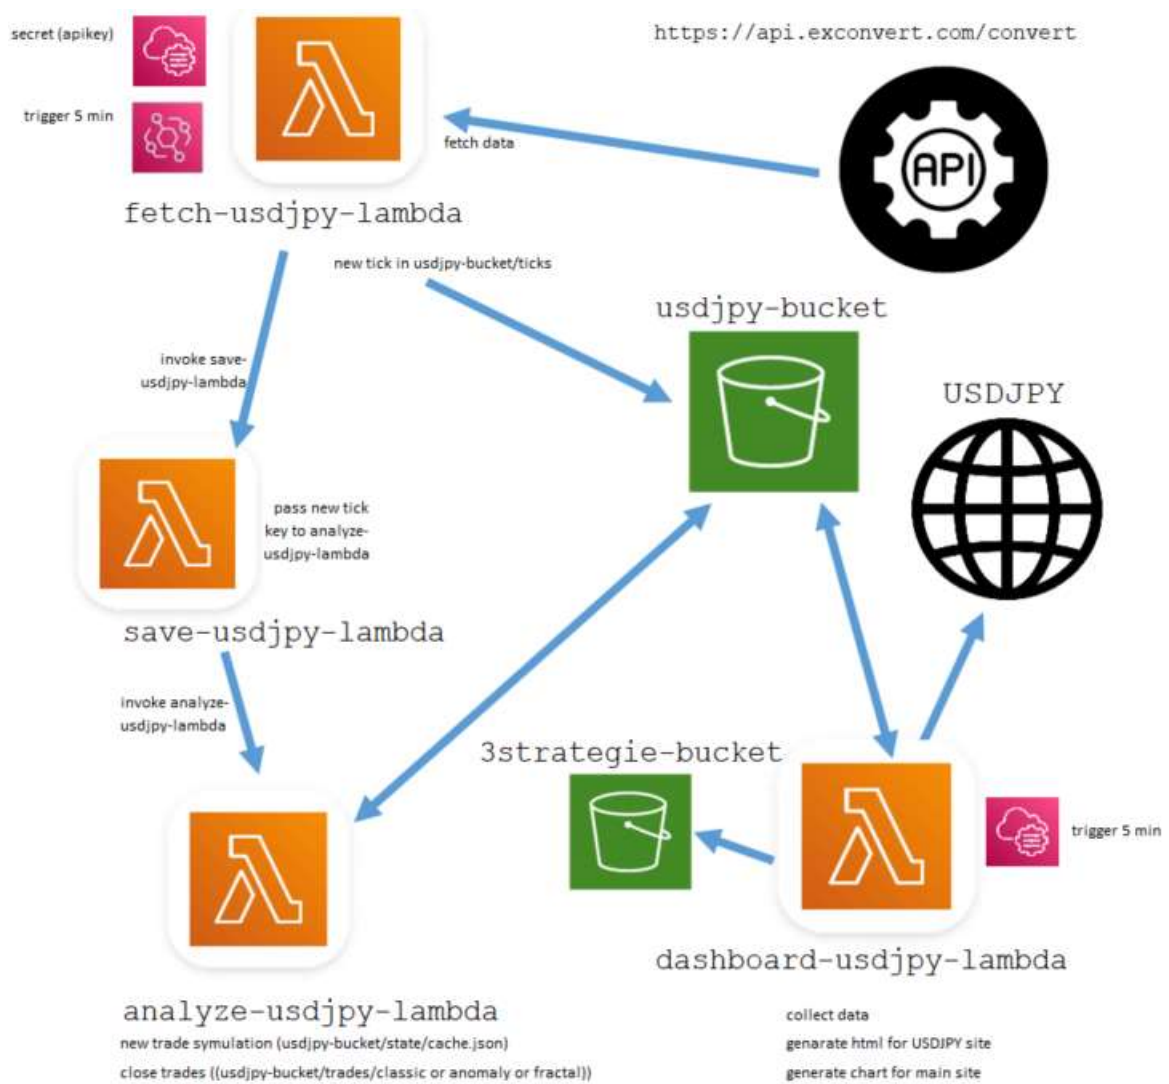 secret (apikey)
https://api.exconvert.com/convert
trigger 5 min
fetch data
API
fetch-usdjpy-lambda
new tick in usdjpy-bucket/ticks
usdjpy-bucket
invoke save-
usdjpy-lambda
USDJPY
pass new tick
key to analyze-
usdjpy-lambda
save-usdjpy-lambda
invoke analyze-
usdjpy-lambda
3strategie-bucket
trigger 5 min
dashboard-usdjpy-lambda
analyze-usdjpy-lambda
new trade symulation (usdjpy-bucket/state/cache.json)
close trades ((usdjpy-bucket/trades/classic or anomaly or fractal))
collect data
genarate html for USDJPY site
generate chart for main site